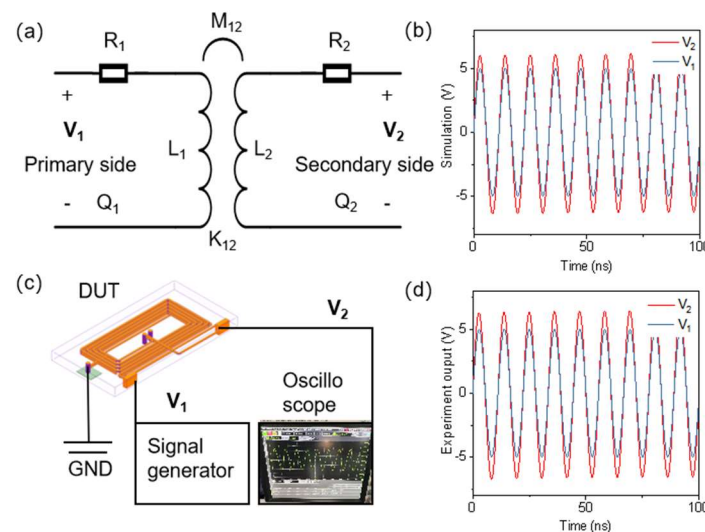 (a)
M12
R1
R2
+
+
V1
V2
L1
L2
Primary side
Secondary side
-
Q1
Q2
-
K12
(b)
V2
V1
Simulation (V)
5
0
-5
0
50
100
Time (ns)
(c)
DUT
V2
V1
Oscillo
scope
Signal
generator
GND
(d)
V2
V1
Experiment ouput (V)
5
0
-5
0
50
100
Time (ns)